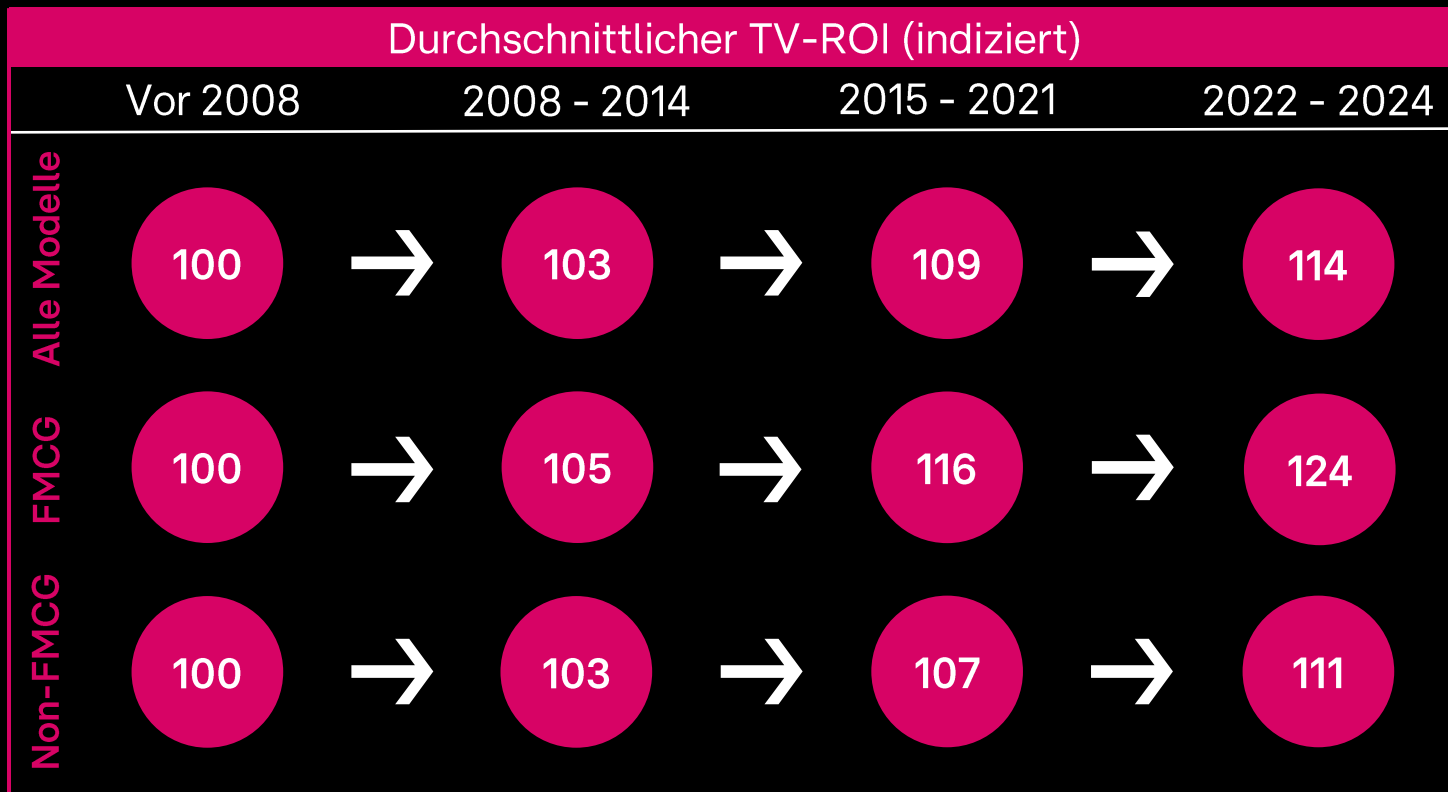 Durchschnittlicher TV-ROI (indiziert)
Vor 2008 2008 - 2014 2015 - 2021 2022 - 2024
Alle Modelle 100 103 109 114
FMCG 100 105 116 124
Non-FMCG 100 103 107 111